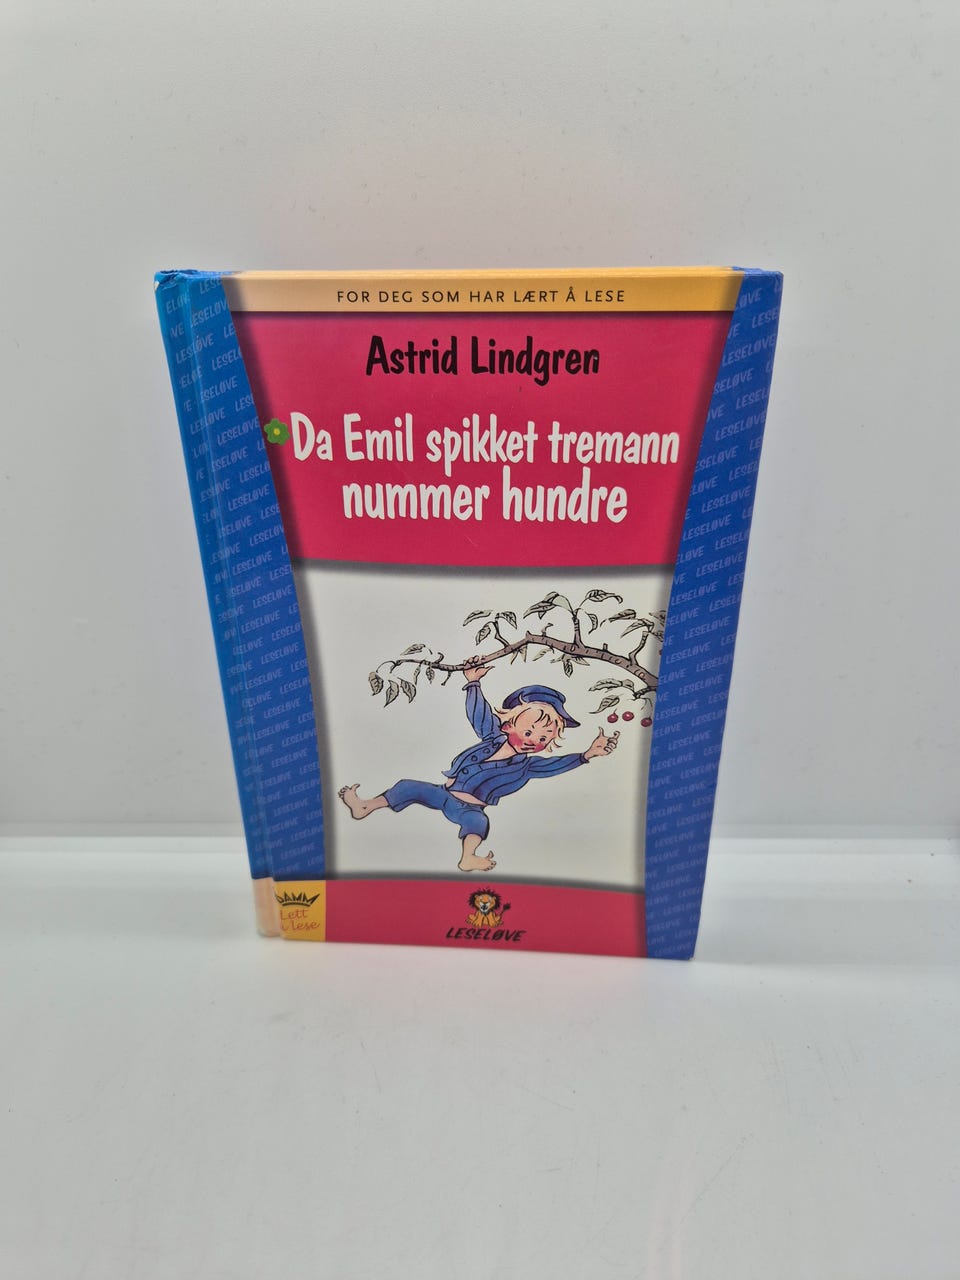 FOR DEG SOM HAR LÆRT Å LESE
Astrid Lindgren
Da Emil spikket tremann
nummer hundre
DAMM
Lett
å lese
LESELØVE